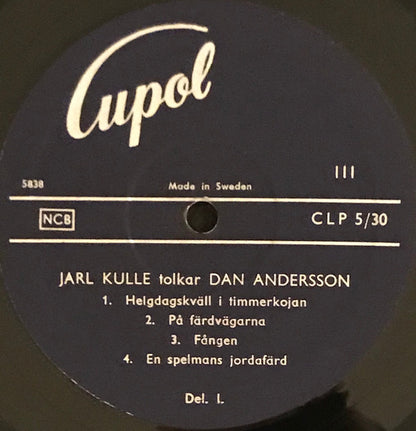 Cupol
5838
Made in Sweden
III
NCB
CLP 5/30
JARL KULLE tolkar DAN ANDERSSON
1. Helgdagskväll i timmerkojan
2. På färdvägarna
3. Fången
4. En spelmans jordafärd
Del. I.